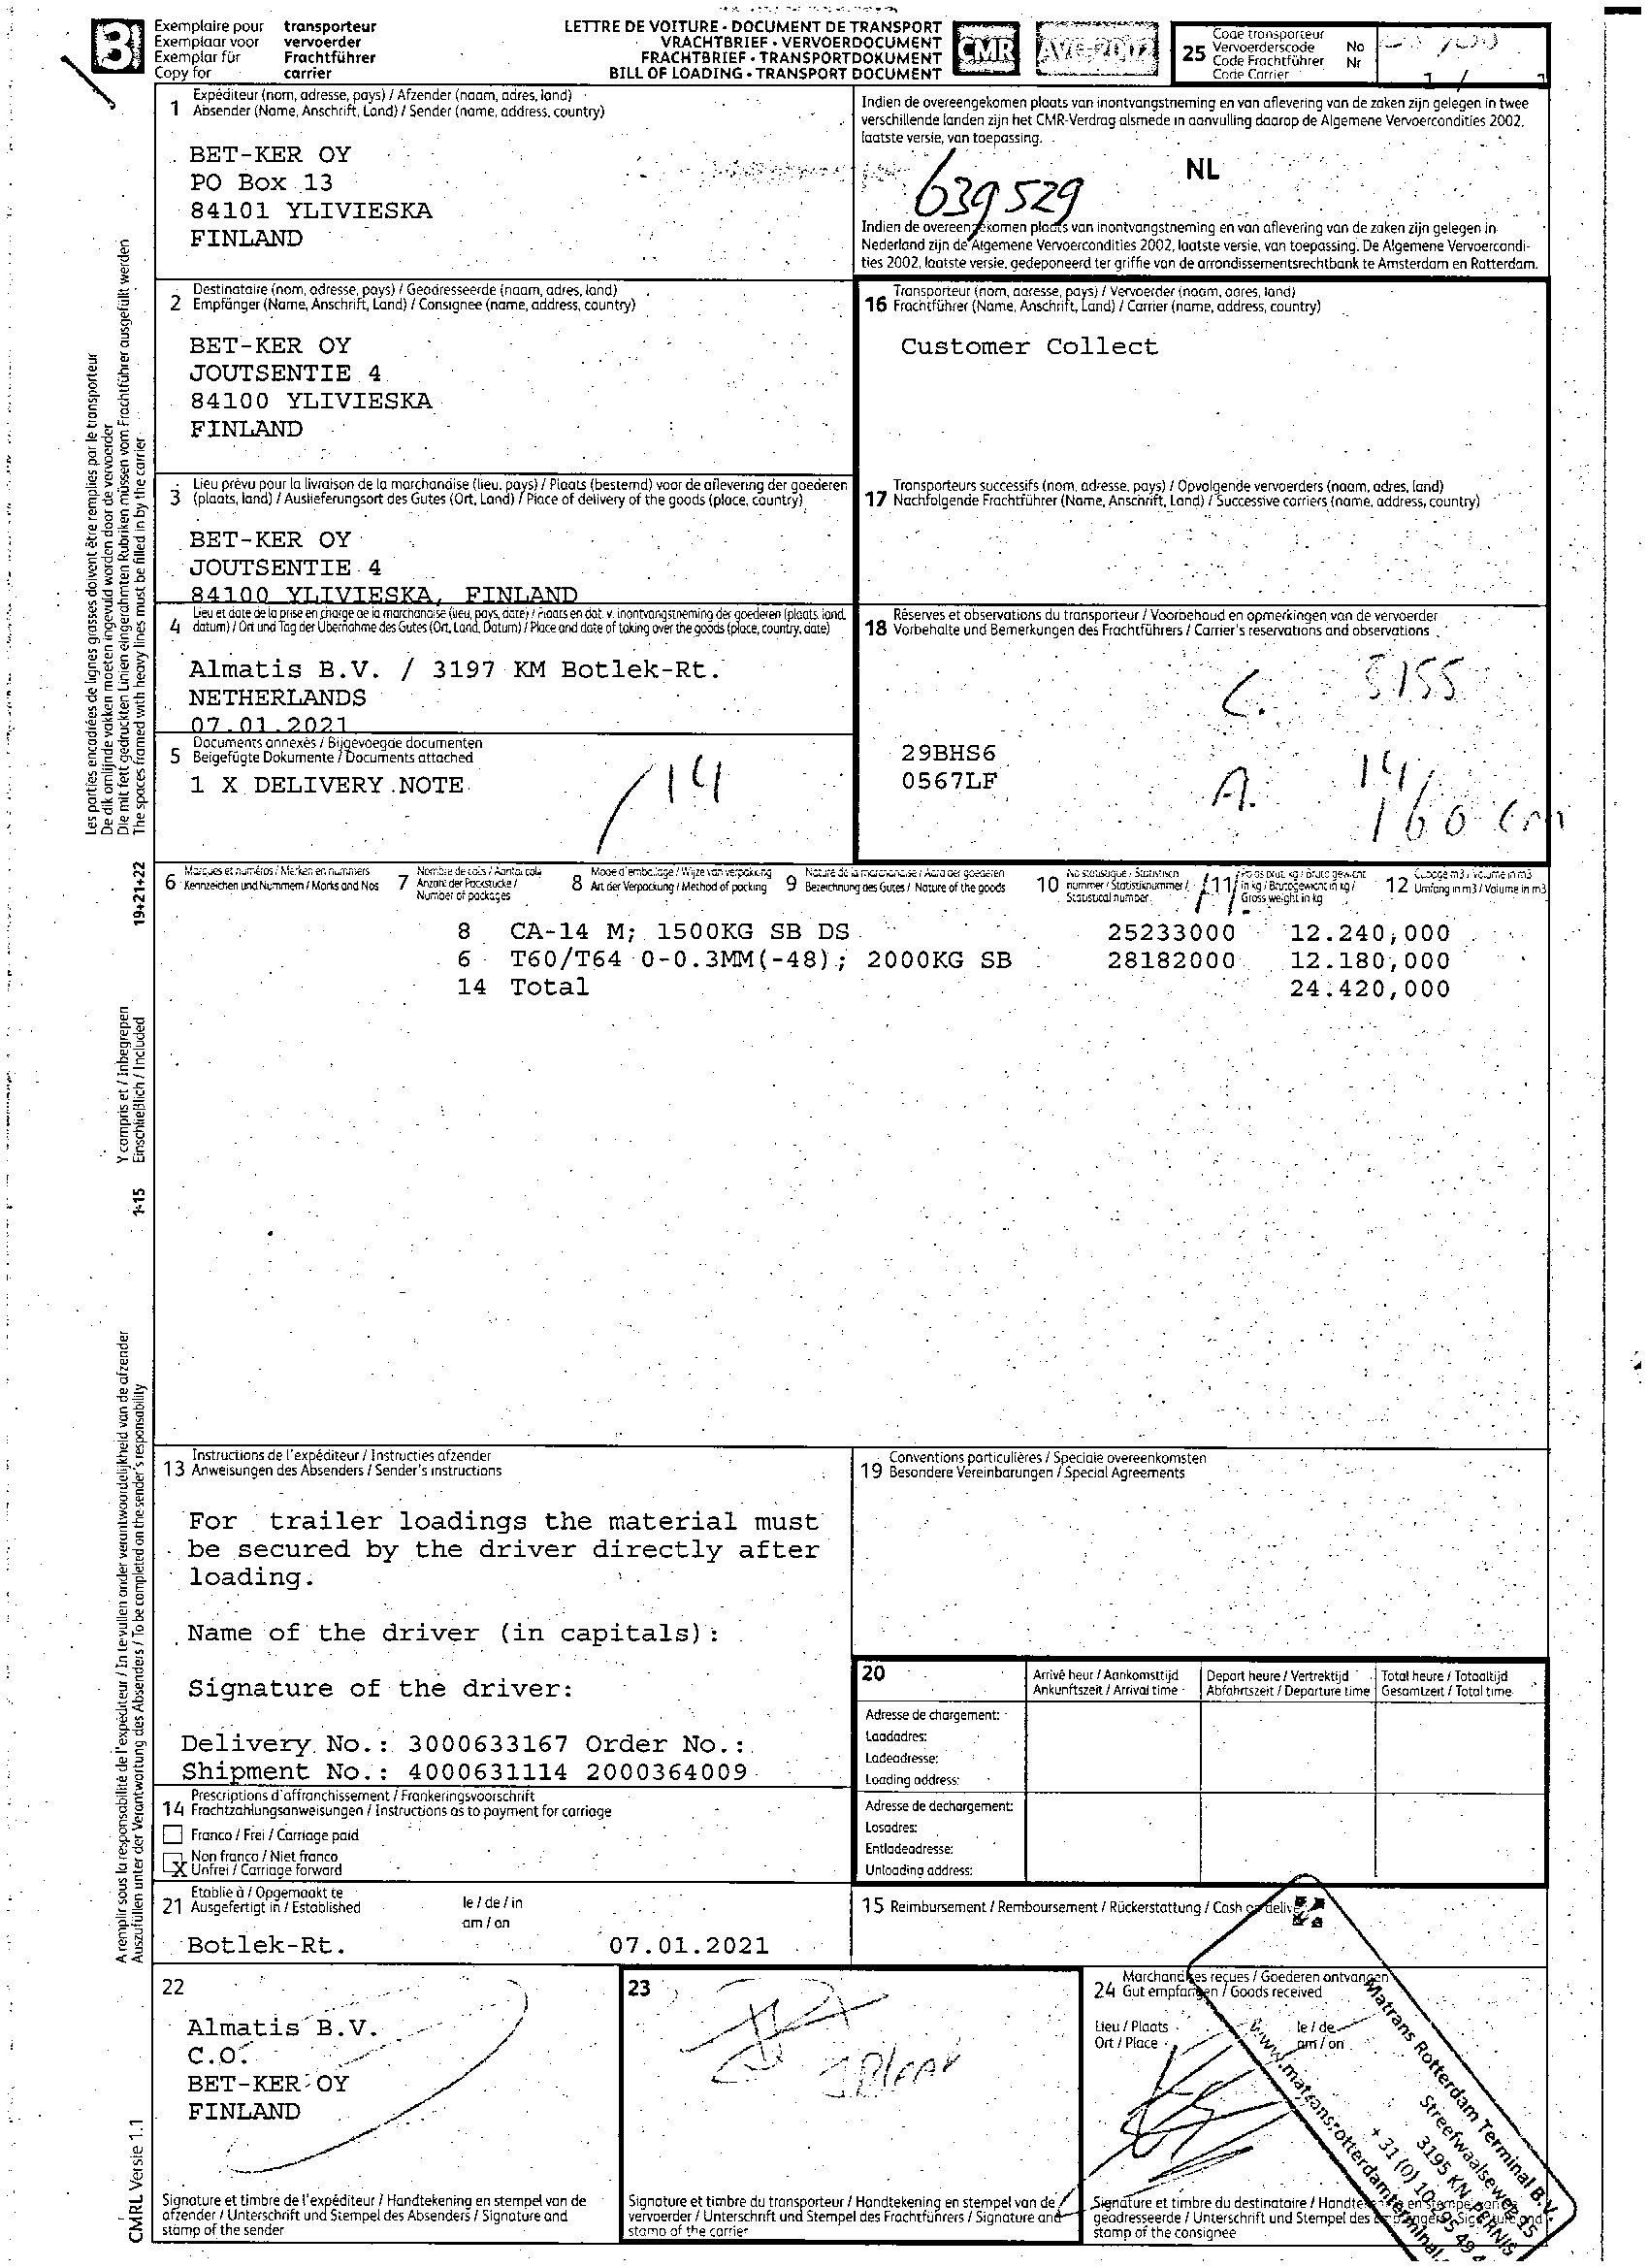 3
Exemplaire pour transporteur
Exemplaar voor vervoerder
Exemplar für Frachtführer
Copy for carrier
LETTRE DE VOITURE - DOCUMENT DE TRANSPORT
VRACHTBRIEF - VERVOERDOCUMENT
FRACHTBRIEF - TRANSPORTDOKUMENT
BILL OF LOADING - TRANSPORT DOCUMENT
CMR
AVC-2002
25 Code transporteur
Vervoerderscode No
Code Frachtführer Nr
Code Carrier
1 Expéditeur (nom, adresse, pays) / Afzender (naam, adres, land)
Absender (Name, Anschrift, Land) / Sender (name, address, country)
BET-KER OY
PO Box 13
84101 YLIVIESKA
FINLAND
Indien de overeengekomen plaats van inontvangstneming en van aflevering van de zaken zijn gelegen in twee
verschillende landen zijn het CMR-Verdrag alsmede in aanvulling daarop de Algemene Vervoercondities 2002,
laatste versie, van toepassing.
NL
639529
Indien de overeengekomen plaats van inontvangstneming en van aflevering van de zaken zijn gelegen in
Nederland zijn de Algemene Vervoercondities 2002, laatste versie, van toepassing. De Algemene Vervoercondi-
ties 2002, laatste versie, gedeponeerd ter griffie van de arrondissementsrechtbank te Amsterdam en Rotterdam.
2 Destinataire (nom, adresse, pays) / Geadresseerde (naam, adres, land)
Empfänger (Name, Anschrift, Land) / Consignee (name, address, country)
BET-KER OY
JOUTSENTIE 4
84100 YLIVIESKA
FINLAND
16 Transporteur (nom, adresse, pays) / Vervoerder (naam, adres, land)
Frachtführer (Name, Anschrift, Land) / Carrier (name, address, country)
Customer Collect
3 Lieu prévu pour la livraison de la marchandise (lieu, pays) / Plaats (bestemd) voor de aflevering der goederen
(plaats, land) / Auslieferungsort des Gutes (Ort, Land) / Place of delivery of the goods (place, country)
BET-KER OY
JOUTSENTIE 4
84100 YLIVIESKA, FINLAND
17 Transporteurs successifs (nom, adresse, pays) / Opvolgende vervoerders (naam, adres, land)
Nachfolgende Frachtführer (Name, Anschrift, Land) / Successive carriers (name, address, country)
4 Lieu et date de la prise en charge de la marchandise (lieu, pays, date) / Plaats en dat. v. inontvangstneming der goederen (plaats, land,
datum) / Ort und Tag der Übernahme des Gutes (Ort, Land, Datum) / Place and date of taking over the goods (place, country, date)
Almatis B.V. / 3197 KM Botlek-Rt.
NETHERLANDS
07.01.2021
18 Réserves et observations du transporteur / Voorbehoud en opmerkingen van de vervoerder
Vorbehalte und Bemerkungen des Frachtführers / Carrier's reservations and observations
29BHS6
0567LF
A. 14
160 cm
5 Documents annexés / Bijgevoegde documenten
Beigefügte Dokumente / Documents attached
1 X DELIVERY NOTE
/14
6 Marques et numéros / Merken en nummers
Kennzeichen und Nummern / Marks and Nos
7 Nombre de colis / Aantal colli
Anzahl der Packstücke /
Number of packages
8 Mode d'emballage / Wijze van verpakking
Art der Verpackung / Method of packing
9 Nature de la marchandise / Aard der goederen
Bezeichnung des Gutes / Nature of the goods
10 No statistique / Statistisch
nummer / Statistiknummer /
Statistical number
11 Poids brut, kg / Bruto gewicht
in kg / Bruttogewicht in kg /
Gross weight in kg
12 Cubage m3 / Volume in m3
Umfang in m3 / Volume in m3
8 CA-14 M; 1500KG SB DS 25233000 12.240,000
6 T60/T64 0-0.3MM(-48); 2000KG SB 28182000 12.180,000
14 Total 24.420,000
13 Instructions de l'expéditeur / Instructies afzender
Anweisungen des Absenders / Sender's instructions
For trailer loadings the material must
be secured by the driver directly after
loading.
Name of the driver (in capitals):
Signature of the driver:
Delivery No.: 3000633167 Order No.:
Shipment No.: 4000631114 2000364009
19 Conventions particulières / Speciale overeenkomsten
Besondere Vereinbarungen / Special Agreements
20
Arrivé heur / Aankomsttijd
Ankunftszeit / Arrival time
Depart heure / Vertrektijd
Abfahrtszeit / Departure time
Total heure / Totaaltijd
Gesamtzeit / Total time
Adresse de chargement:
Laadadres:
Ladeadresse:
Loading address:
Adresse de dechargement:
Losadres:
Entladeadresse:
Unloading address:
14 Prescriptions d'affranchissement / Frankeringsvoorschrift
Frachtzahlungsanweisungen / Instructions as to payment for carriage
Franco / Frei / Carriage paid
Non franco / Niet franco
X Unfrei / Carriage forward
21 Etablie à / Opgemaakt te le / de / in
Ausgefertigt in / Established am / on
Botlek-Rt. 07.01.2021
15 Reimbursement / Remboursement / Rückerstattung / Cash on delivery
22
Almatis B.V.
C.O.
BET-KER OY
FINLAND
Signature et timbre de l'expéditeur / Handtekening en stempel van de
afzender / Unterschrift und Stempel des Absenders / Signature and
stamp of the sender
23
Signature et timbre du transporteur / Handtekening en stempel van de
vervoerder / Unterschrift und Stempel des Frachtführers / Signature and
stamp of the carrier
24 Marchandises reçues / Goederen ontvangen
Gut empfangen / Goods received
Lieu / Plaats le / de
Ort / Place am / on
Signature et timbre du destinataire /
geadresseerde / Unterschrift und Stempel des
stamp of the consignee
Matrans Rotterdam Terminal B.V.
Streefwaalseweg 15
3195 KN PERNIS
+ 31 (0) 10 295 49
www.matransrotterdamterminal.
Les parties encadrées de lignes grasses doivent être remplies par le transporteur
De dik omlijnde vakken moeten ingevuld worden door de vervoerder
Die mit fett gedruckten Linien eingerahmten Rubriken müssen vom Frachtführer ausgefüllt werden
The spaces framed with heavy lines must be filled in by the carrier
19+21+22
Y compris et / Inbegrepen
Einschließlich / Included
1-15
A remplir sous la responsabilité de l'expéditeur / In te vullen onder verantwoordelijkheid van de afzender
Auszufüllen unter der Verantwortung des Absenders / To be completed on the sender's responsability
CMRL Versie 1.1